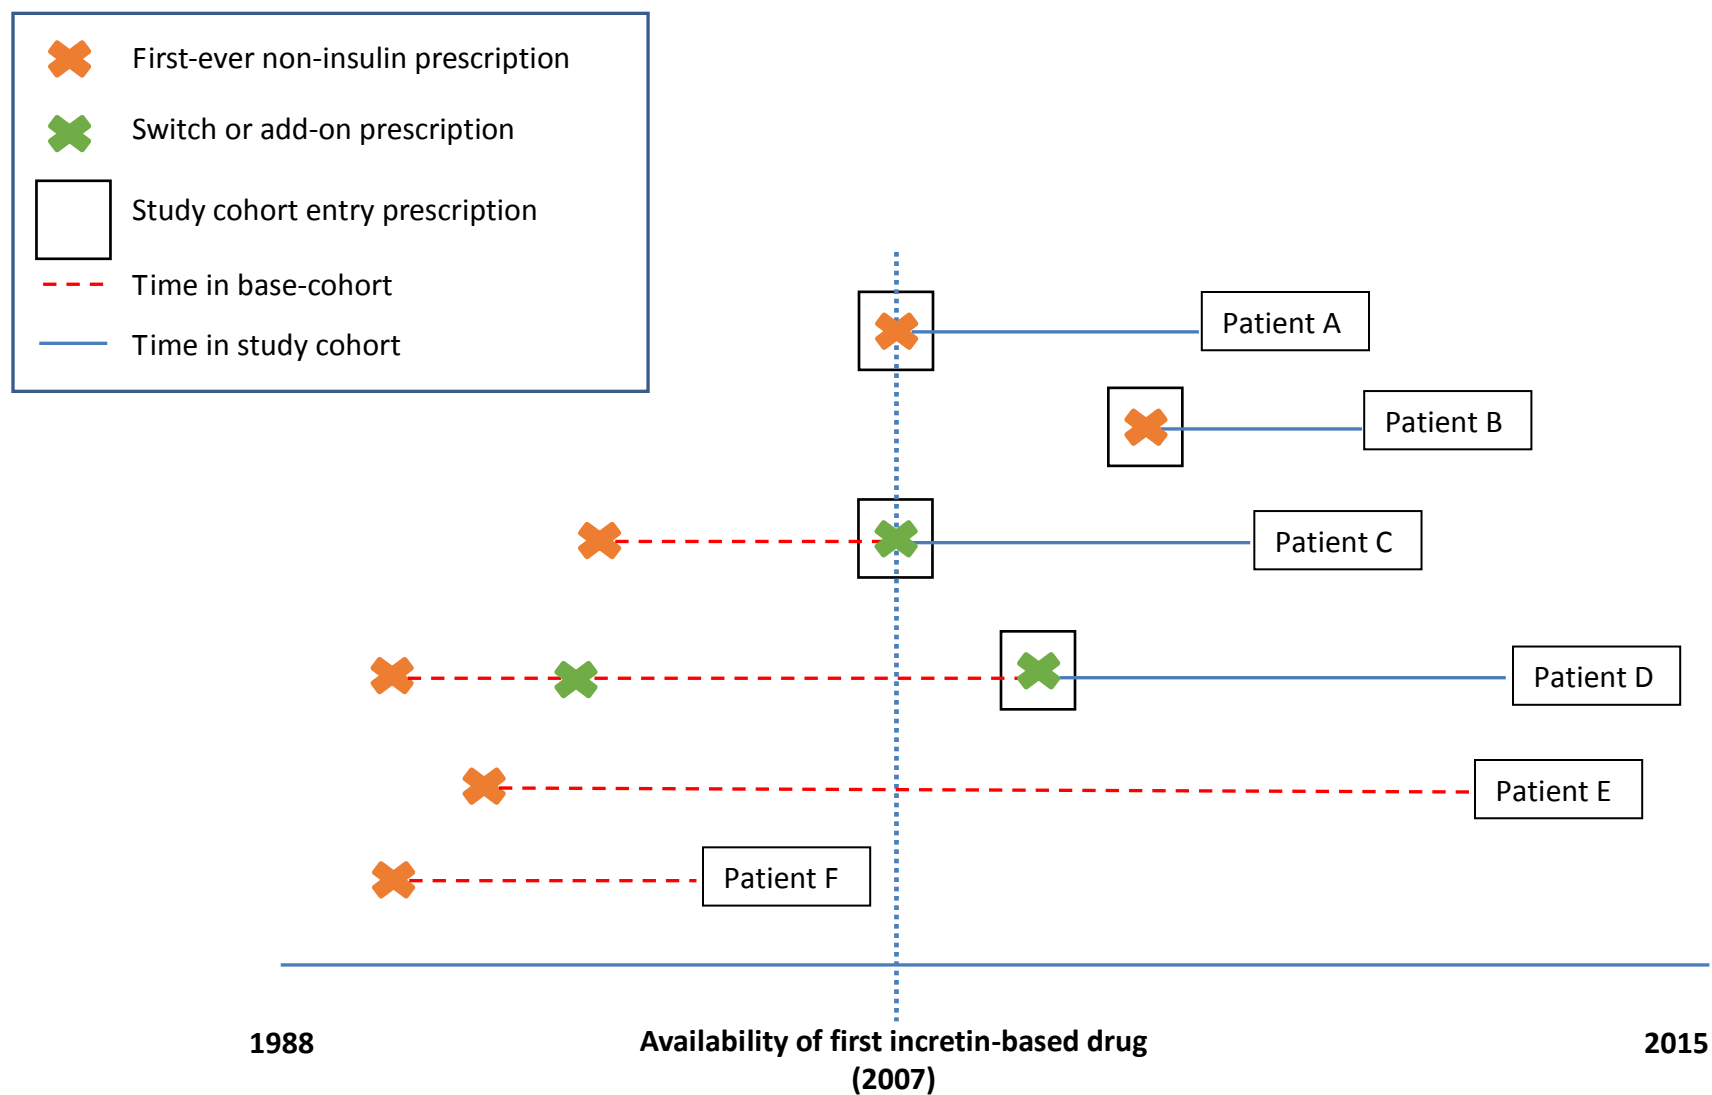 First-ever non-insulin prescription
Switch or add-on prescription
Study cohort entry prescription
Time in base-cohort
Time in study cohort
Patient A
Patient B
Patient C
Patient D
Patient E
Patient F
1988
Availability of first incretin-based drug
(2007)
2015